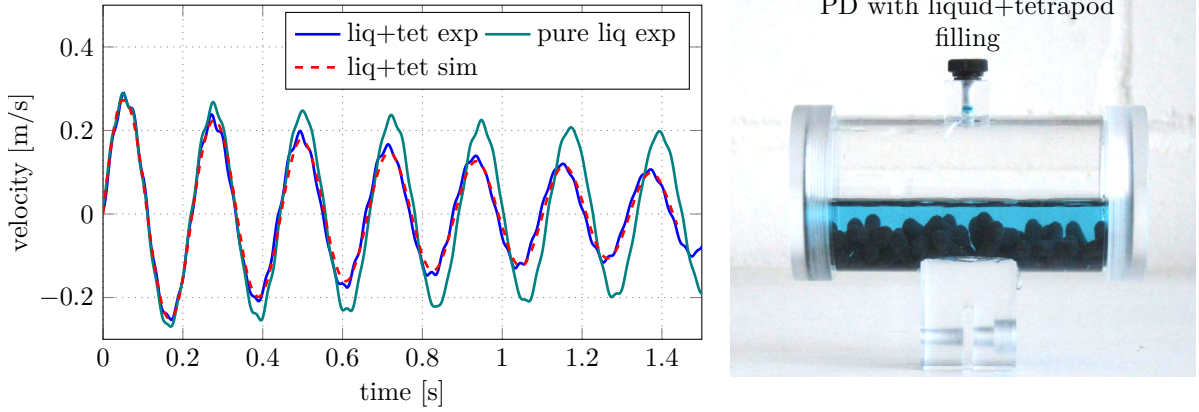 liq+tet exp
pure liq exp
liq+tet sim
0.4
0.2
0
−0.2
velocity [m/s]
0
0.2
0.4
0.6
0.8
1
1.2
1.4
time [s]
PD with liquid+tetrapod
filling